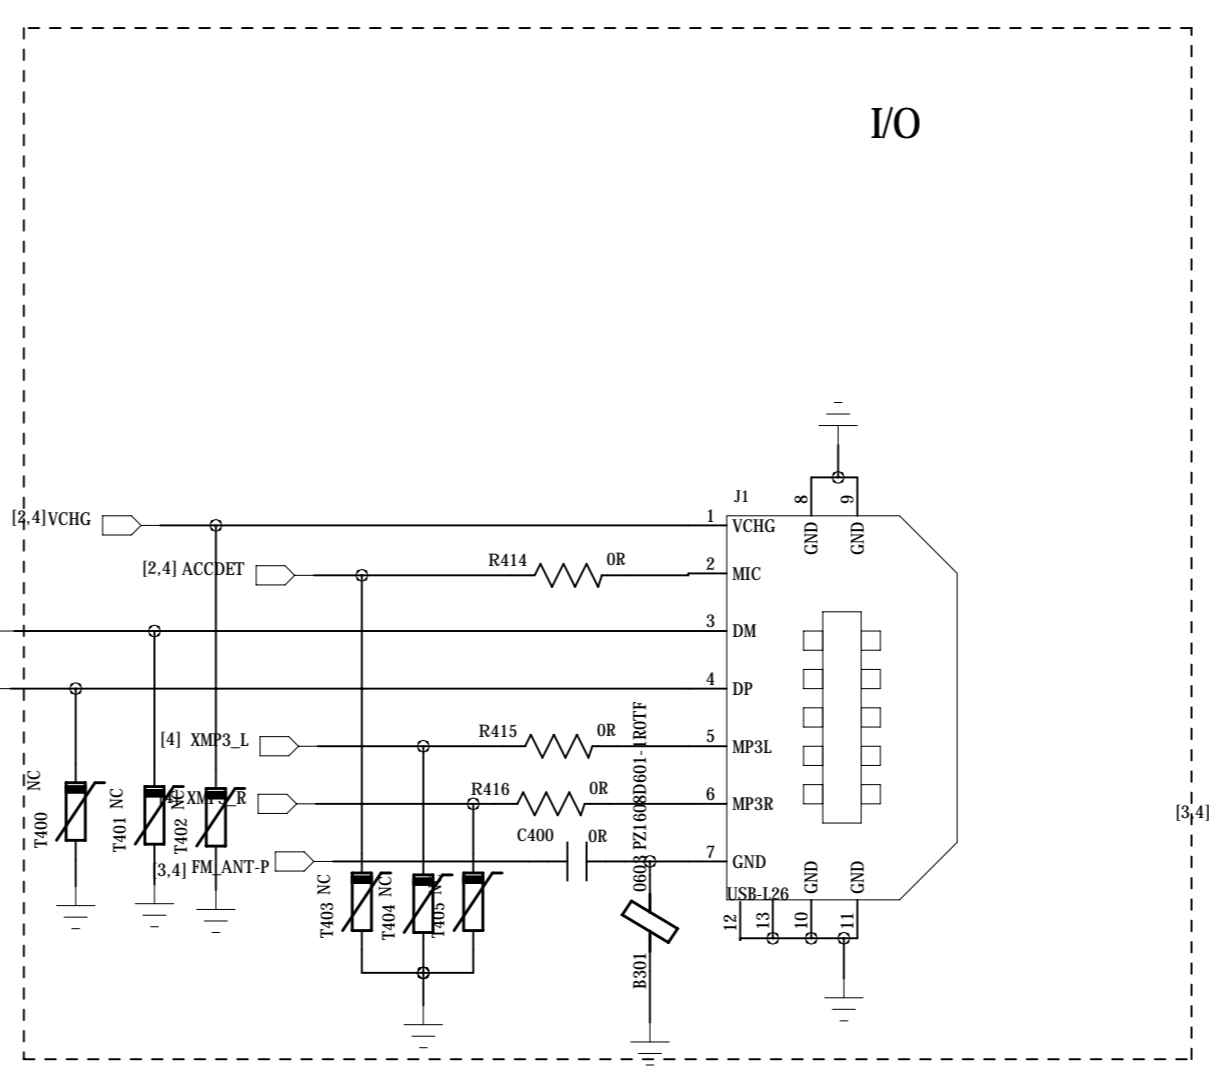 I/O
J1
8
9
[2,4]VCHG
1
VCHG
GND
GND
[2,4] ACCDET
R414
0R
2
MIC
3
DM
4
DP
[4] XMP3_L
R415
0R
5
MP3L
XMP3_R
R416
0R
6
MP3R
[3,4]
[3,4] FM_ANT-P
C400
0R
7
GND
USB-L26
GND
GND
12
13
10
11
T400 NC
T401 NC
T402 NC
T403 NC
T404 NC
T405
0603 PZ1608D601-1R0TF
B301